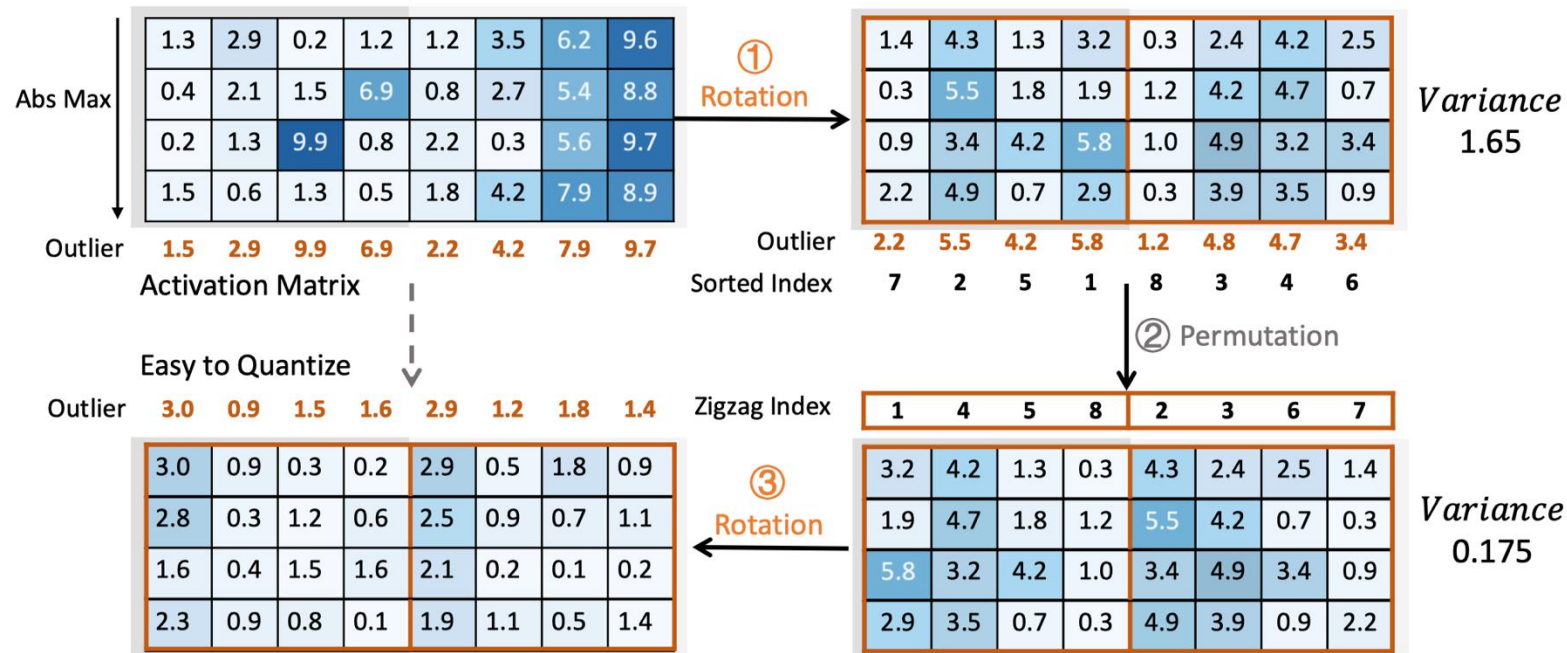 1.3 2.9 0.2 1.2 1.2 3.5 6.2 9.6
0.4 2.1 1.5 6.9 0.8 2.7 5.4 8.8
0.2 1.3 9.9 0.8 2.2 0.3 5.6 9.7
1.5 0.6 1.3 0.5 1.8 4.2 7.9 8.9
Abs Max
Outlier 1.5 2.9 9.9 6.9 2.2 4.2 7.9 9.7
Activation Matrix
①
Rotation
1.4 4.3 1.3 3.2 0.3 2.4 4.2 2.5
0.3 5.5 1.8 1.9 1.2 4.2 4.7 0.7
0.9 3.4 4.2 5.8 1.0 4.9 3.2 3.4
2.2 4.9 0.7 2.9 0.3 3.9 3.5 0.9
Variance
1.65
Outlier 2.2 5.5 4.2 5.8 1.2 4.8 4.7 3.4
Sorted Index 7 2 5 1 8 3 4 6
② Permutation
Zigzag Index 1 4 5 8 2 3 6 7
3.2 4.2 1.3 0.3 4.3 2.4 2.5 1.4
1.9 4.7 1.8 1.2 5.5 4.2 0.7 0.3
5.8 3.2 4.2 1.0 3.4 4.9 3.4 0.9
2.9 3.5 0.7 0.3 4.9 3.9 0.9 2.2
Variance
0.175
③
Rotation
Easy to Quantize
Outlier 3.0 0.9 1.5 1.6 2.9 1.2 1.8 1.4
3.0 0.9 0.3 0.2 2.9 0.5 1.8 0.9
2.8 0.3 1.2 0.6 2.5 0.9 0.7 1.1
1.6 0.4 1.5 1.6 2.1 0.2 0.1 0.2
2.3 0.9 0.8 0.1 1.9 1.1 0.5 1.4